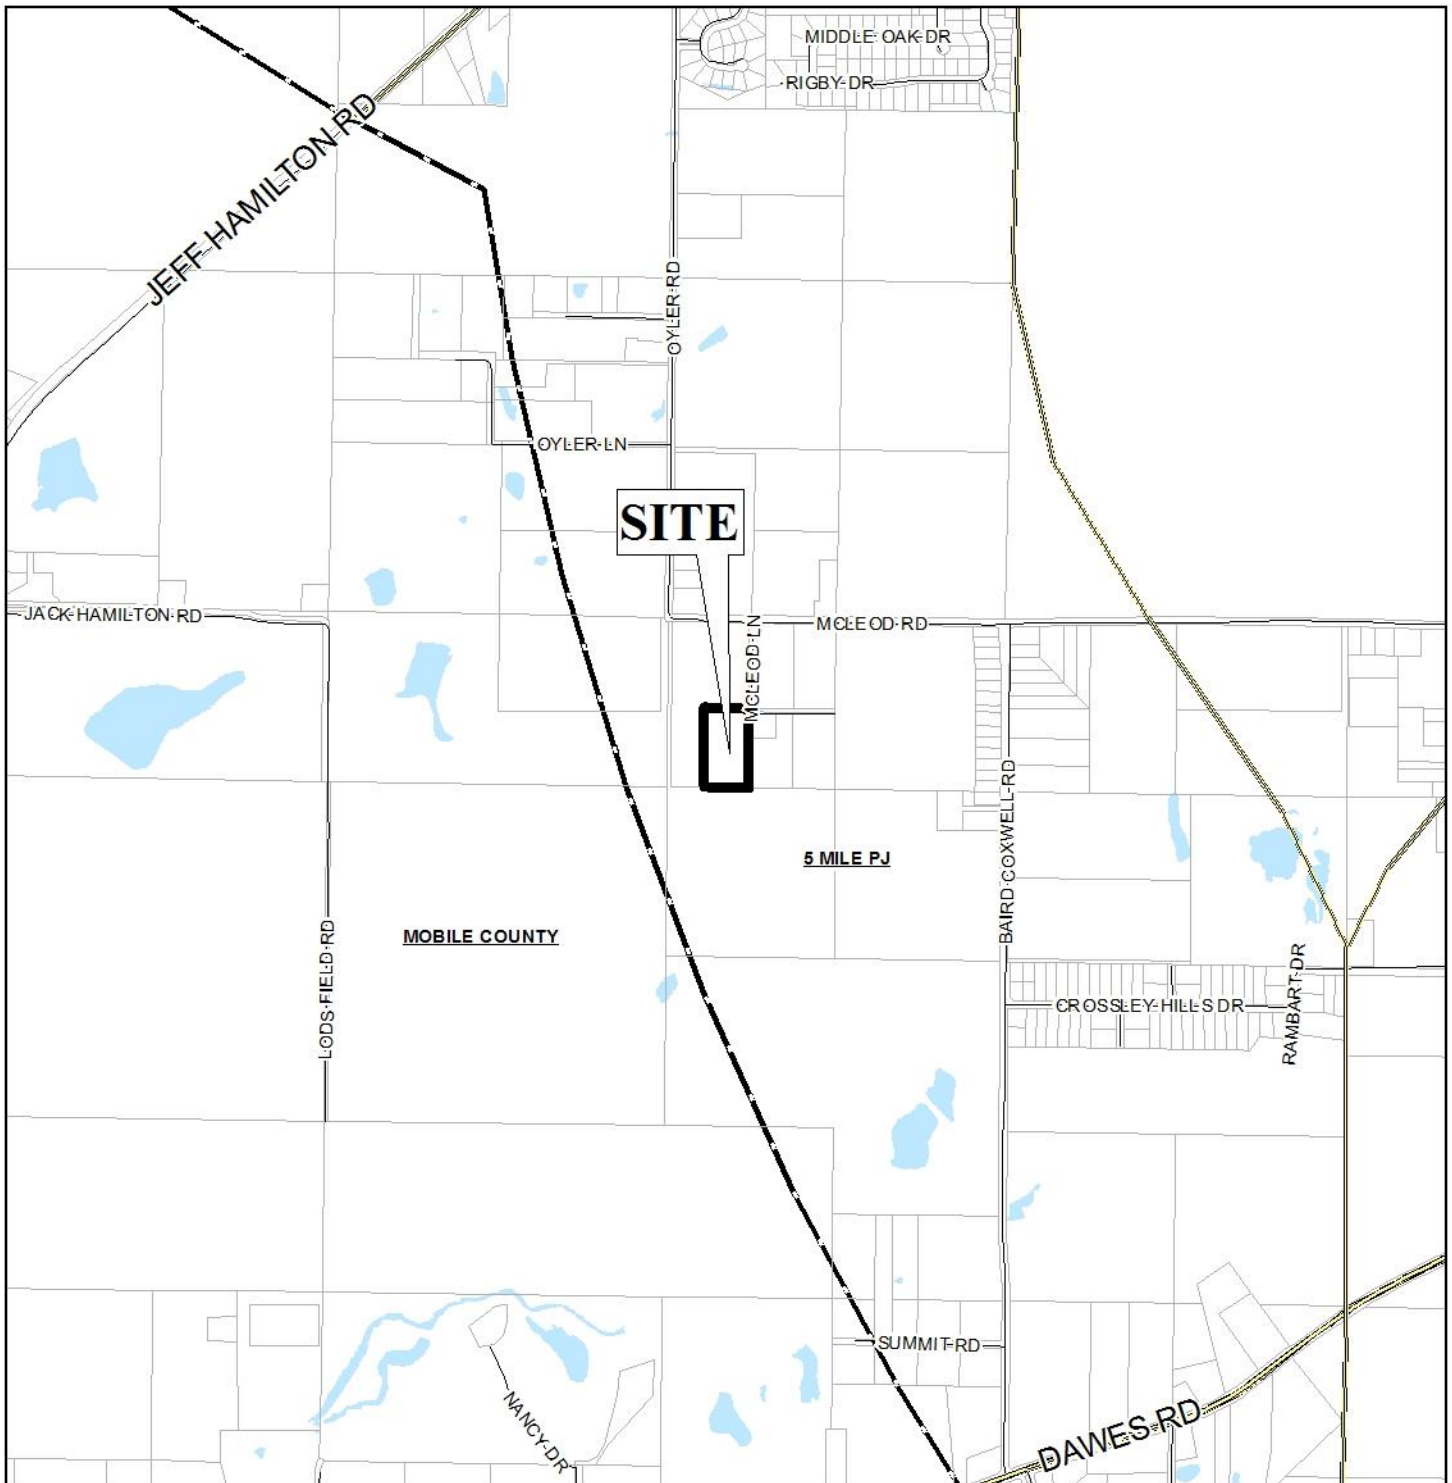 MIDDLE OAK DR
RIGBY DR
JEFF HAMILTON RD
OYLER RD
OYLER LN
SITE
JACK HAMILTON RD
MCLEOD LN
MCLEOD RD
BAIRD COXWELL RD
5 MILE PJ
MOBILE COUNTY
LODS FIELD RD
CROSSLEY HILLS DR
RAMBART DR
SUMMIT RD
NANCY DR
DAWES RD